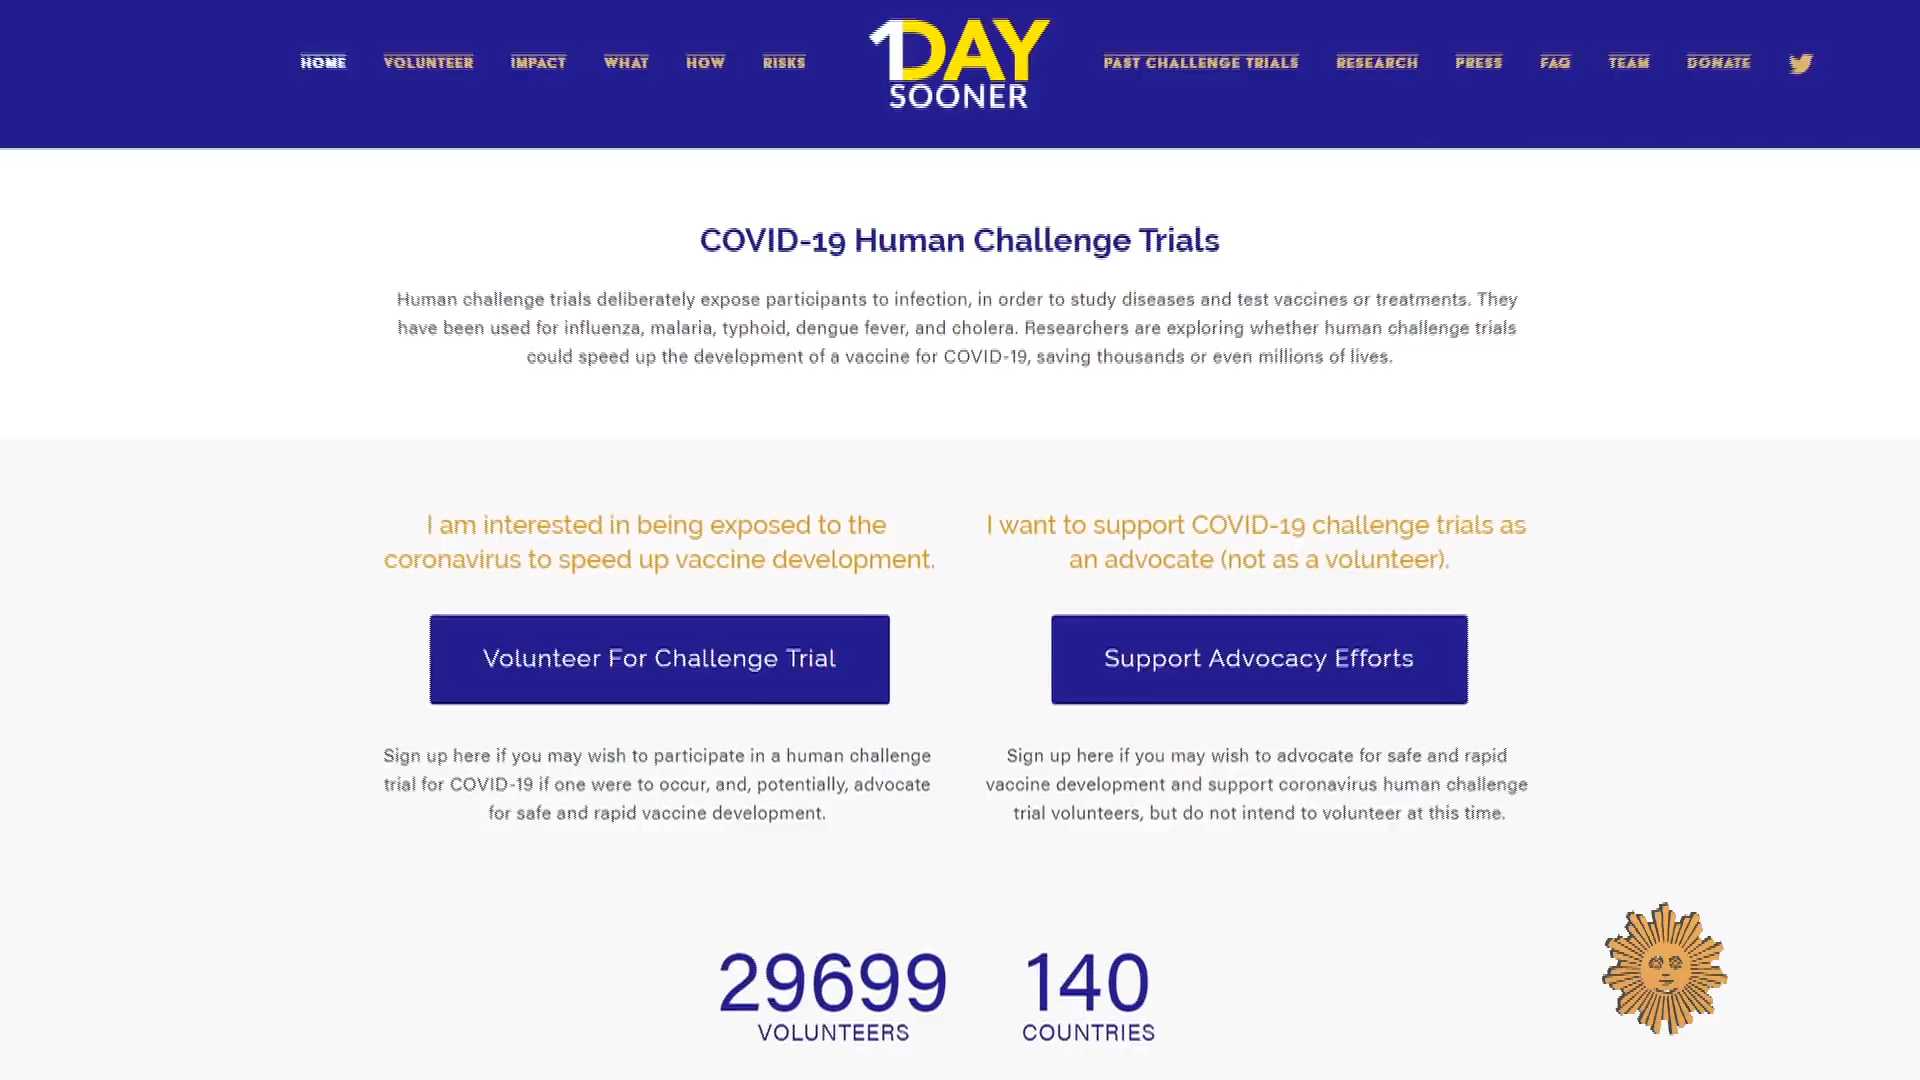 HOME VOLUNTEER IMPACT WHAT HOW RISKS
1DAY
SOONER
PAST CHALLENGE TRIALS RESEARCH PRESS FAQ TEAM DONATE
COVID-19 Human Challenge Trials
Human challenge trials deliberately expose participants to infection, in order to study diseases and test vaccines or treatments. They
have been used for influenza, malaria, typhoid, dengue fever, and cholera. Researchers are exploring whether human challenge trials
could speed up the development of a vaccine for COVID-19, saving thousands or even millions of lives.
I am interested in being exposed to the
coronavirus to speed up vaccine development.
Volunteer For Challenge Trial
Sign up here if you may wish to participate in a human challenge
trial for COVID-19 if one were to occur, and, potentially, advocate
for safe and rapid vaccine development.
I want to support COVID-19 challenge trials as
an advocate (not as a volunteer).
Support Advocacy Efforts
Sign up here if you may wish to advocate for safe and rapid
vaccine development and support coronavirus human challenge
trial volunteers, but do not intend to volunteer at this time.
29699
VOLUNTEERS
140
COUNTRIES